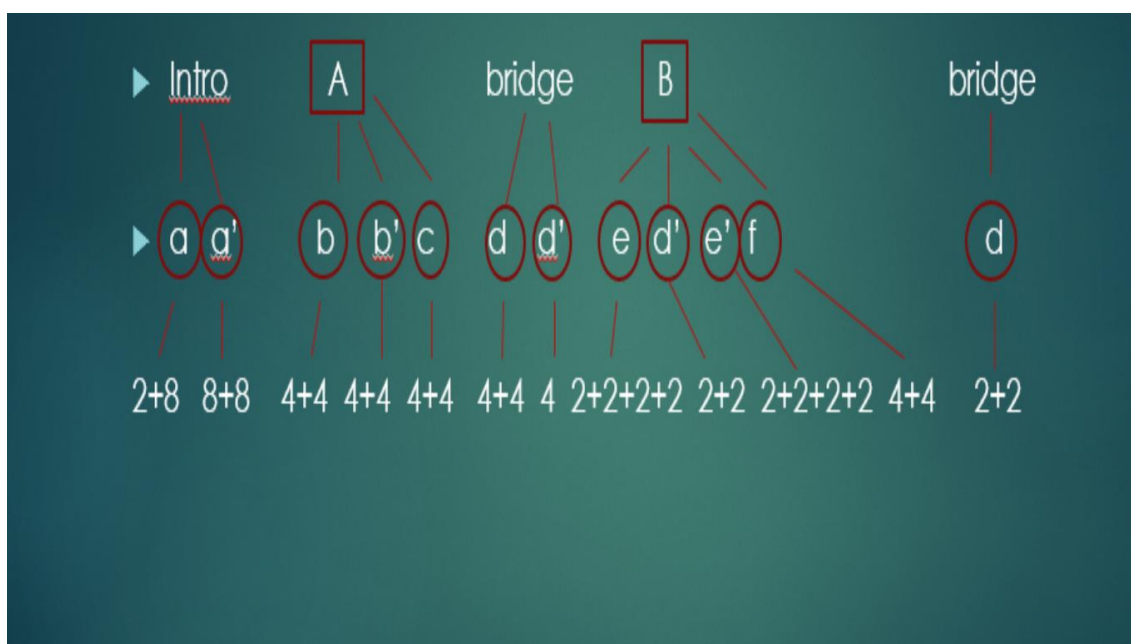 Intro A bridge B bridge
a a' b b' c d d' e d' e' f d
2+8 8+8 4+4 4+4 4+4 4+4 4 2+2+2+2 2+2 2+2+2+2 4+4 2+2